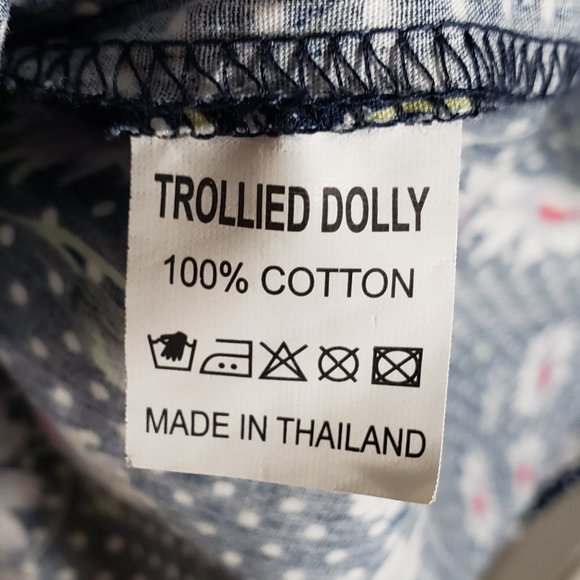 TROLLIED DOLLY
100% COTTON
MADE IN THAILAND